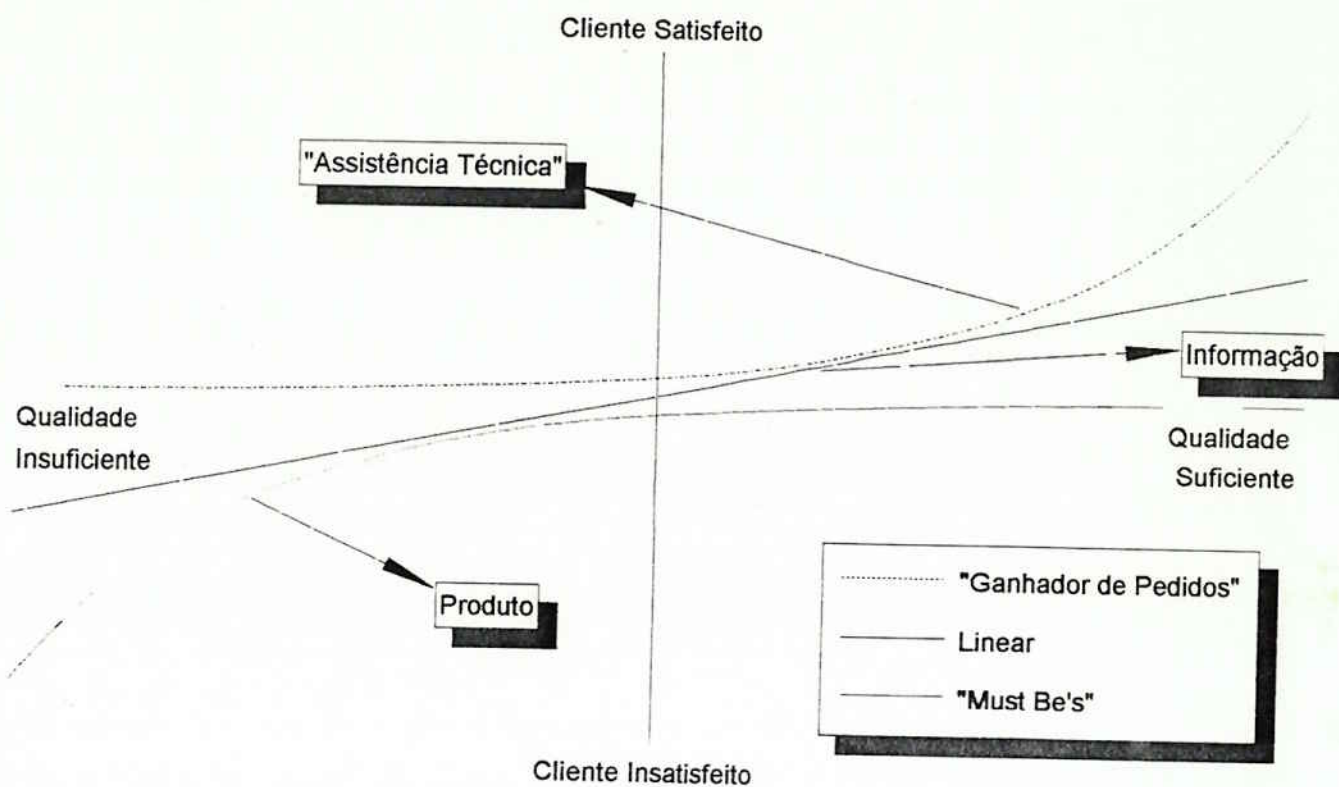 Cliente Satisfeito
"Assistência Técnica"
Informação
Qualidade
Insuficiente
Qualidade
Suficiente
Produto
"Ganhador de Pedidos"
Linear
"Must Be's"
Cliente Insatisfeito